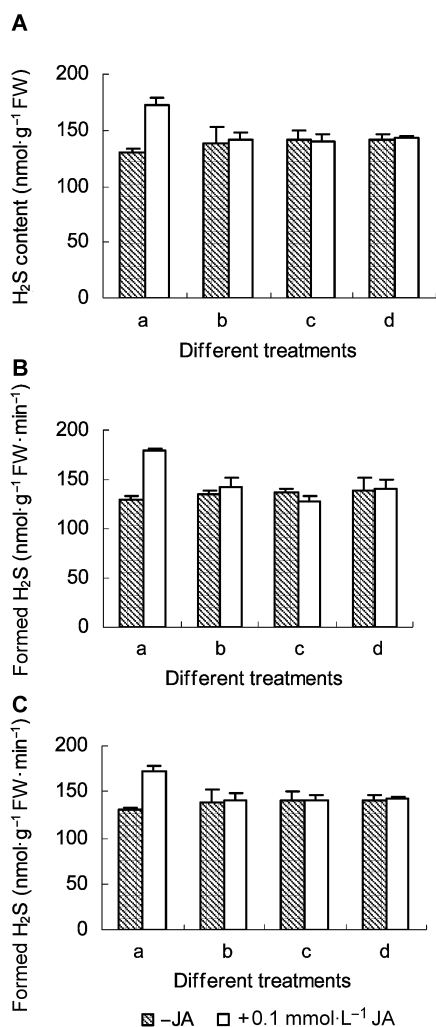 A
H₂S content (nmol·g⁻¹ FW)
200
150
100
50
0
a b c d
Different treatments
B
Formed H₂S (nmol·g⁻¹ FW·min⁻¹)
200
150
100
50
0
a b c d
Different treatments
C
Formed H₂S (nmol·g⁻¹ FW·min⁻¹)
200
150
100
50
0
a b c d
Different treatments
−JA +0.1 mmol·L⁻¹ JA